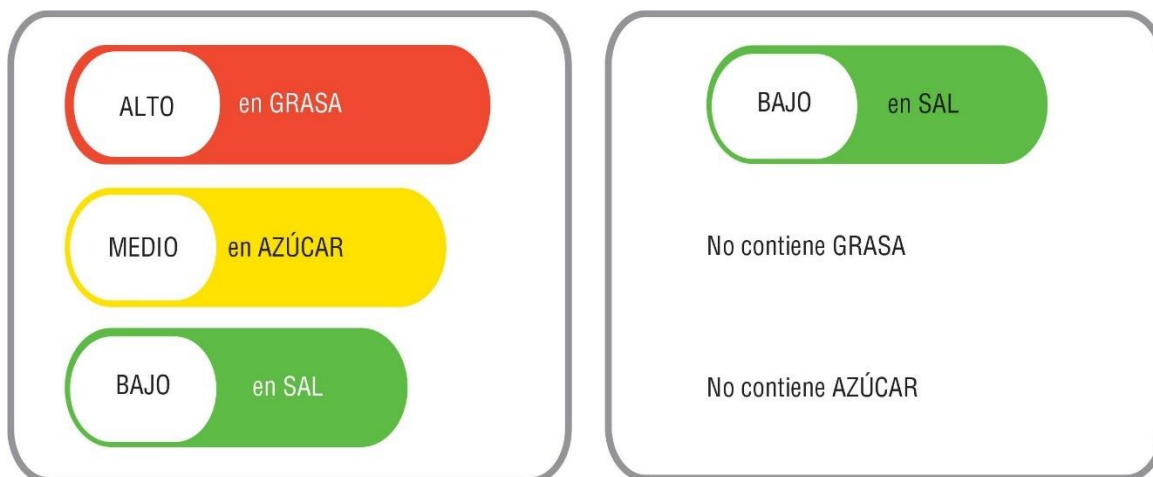 ALTO en GRASA
MEDIO en AZÚCAR
BAJO en SAL
BAJO en SAL
No contiene GRASA
No contiene AZÚCAR